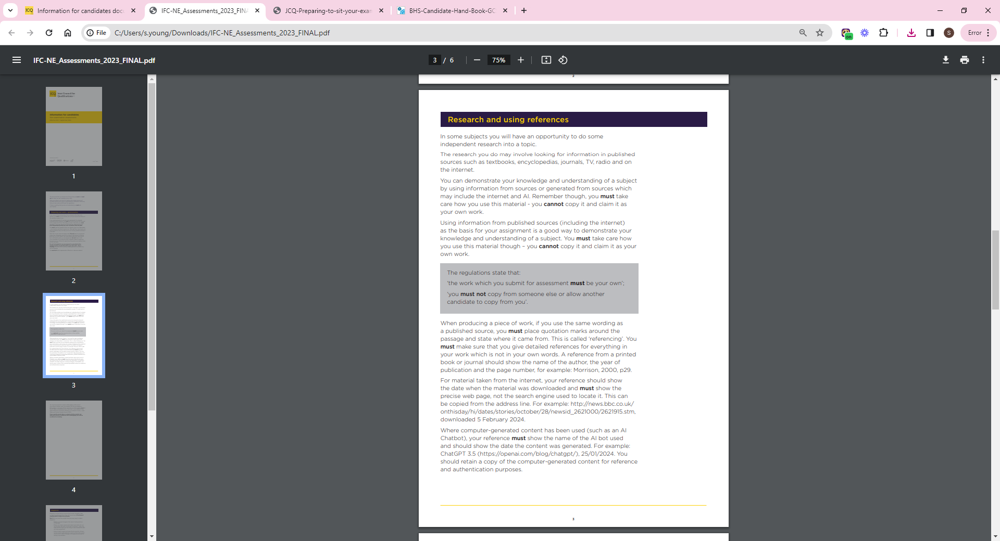 Information for candidates docu
IFC-NE_Assessments_2023_FINA
JCQ-Preparing-to-sit-your-exam
BHS-Candidate-Hand-Book-GC
File
C:/Users/s.young/Downloads/IFC-NE_Assessments_2023_FINAL.pdf
on
S
Error
IFC-NE_Assessments_2023_FINAL.pdf
3 / 6
75%
JCQ Joint Council for
Qualifications
Information for candidates
1
2
3
4
2
Research and using references
In some subjects you will have an opportunity to do some
independent research into a topic.
The research you do may involve looking for information in published
sources such as textbooks, encyclopedias, journals, TV, radio and on
the internet.
You can demonstrate your knowledge and understanding of a subject
by using information from sources or generated from sources which
may include the internet and AI. Remember though, you must take
care how you use this material - you cannot copy it and claim it as
your own work.
Using information from published sources (including the internet)
as the basis for your assignment is a good way to demonstrate your
knowledge and understanding of a subject. You must take care how
you use this material though – you cannot copy it and claim it as your
own work.
The regulations state that:
‘the work which you submit for assessment must be your own’;
‘you must not copy from someone else or allow another
candidate to copy from you’.
When producing a piece of work, if you use the same wording as
a published source, you must place quotation marks around the
passage and state where it came from. This is called ‘referencing’. You
must make sure that you give detailed references for everything in
your work which is not in your own words. A reference from a printed
book or journal should show the name of the author, the year of
publication and the page number, for example: Morrison, 2000, p29.
For material taken from the internet, your reference should show
the date when the material was downloaded and must show the
precise web page, not the search engine used to locate it. This can
be copied from the address line. For example: http://news.bbc.co.uk/
onthisday/hi/dates/stories/october/28/newsid_2621000/2621915.stm,
downloaded 5 February 2024.
Where computer-generated content has been used (such as an AI
Chatbot), your reference must show the name of the AI bot used
and should show the date the content was generated. For example:
ChatGPT 3.5 (https://openai.com/blog/chatgpt/), 25/01/2024. You
should retain a copy of the computer-generated content for reference
and authentication purposes.
3